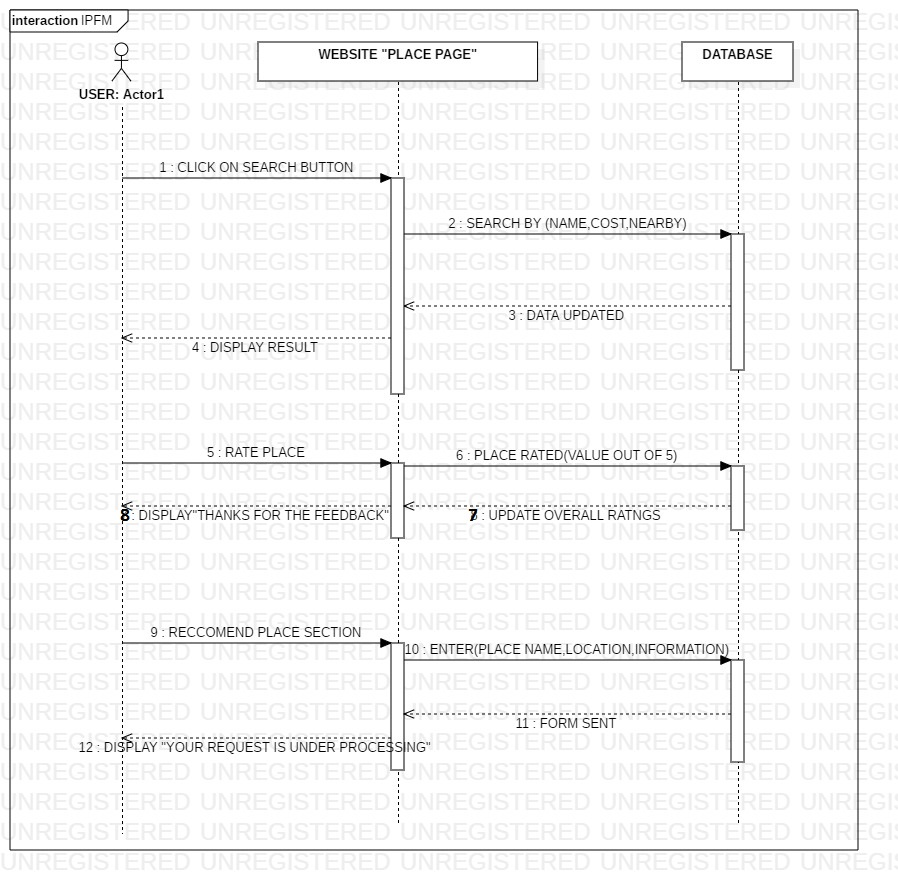 interaction IPFM
USER: Actor1
WEBSITE "PLACE PAGE"
DATABASE
1 : CLICK ON SEARCH BUTTON
2 : SEARCH BY (NAME,COST,NEARBY)
3 : DATA UPDATED
4 : DISPLAY RESULT
5 : RATE PLACE
6 : PLACE RATED(VALUE OUT OF 5)
8 : DISPLAY"THANKS FOR THE FEEDBACK"
7 : UPDATE OVERALL RATNGS
9 : RECCOMEND PLACE SECTION
10 : ENTER(PLACE NAME,LOCATION,INFORMATION)
11 : FORM SENT
12 : DISPLAY "YOUR REQUEST IS UNDER PROCESSING"
UNREGISTERED